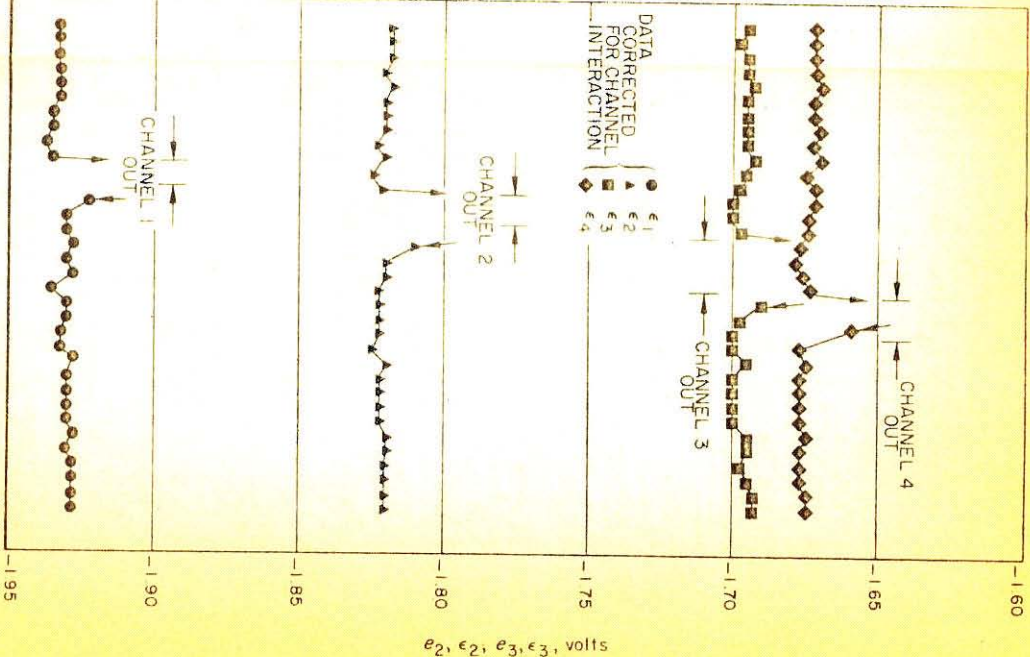 -1.60
-1.65
-1.70
-1.75
-1.80
-1.85
-1.90
-1.95
CHANNEL 4
OUT
CHANNEL 3
OUT
DATA
CORRECTED
FOR CHANNEL
INTERACTION
ϵ1
ϵ2
ϵ3
ϵ4
CHANNEL 2
OUT
CHANNEL 1
OUT
e2, ϵ2, e3, ϵ3, volts